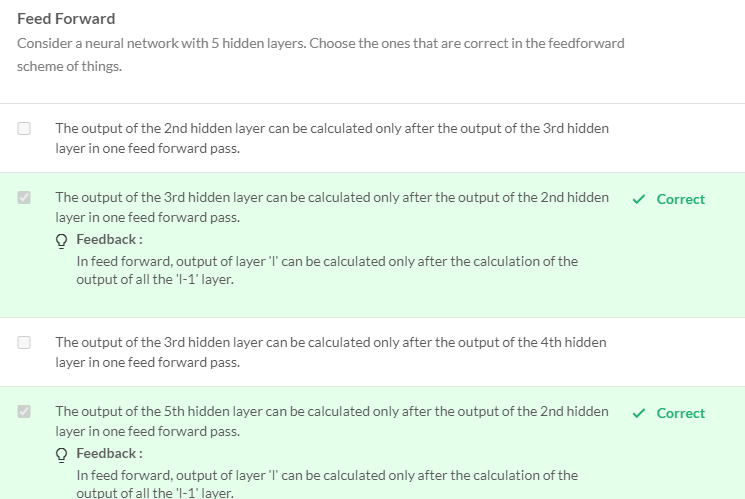 Feed Forward
Consider a neural network with 5 hidden layers. Choose the ones that are correct in the feedforward
scheme of things.
The output of the 2nd hidden layer can be calculated only after the output of the 3rd hidden
layer in one feed forward pass.
The output of the 3rd hidden layer can be calculated only after the output of the 2nd hidden
layer in one feed forward pass.
Correct
Feedback :
In feed forward, output of layer 'l' can be calculated only after the calculation of the
output of all the 'l-1' layer.
The output of the 3rd hidden layer can be calculated only after the output of the 4th hidden
layer in one feed forward pass.
The output of the 5th hidden layer can be calculated only after the output of the 2nd hidden
layer in one feed forward pass.
Correct
Feedback :
In feed forward, output of layer 'l' can be calculated only after the calculation of the
output of all the 'l-1' layer.